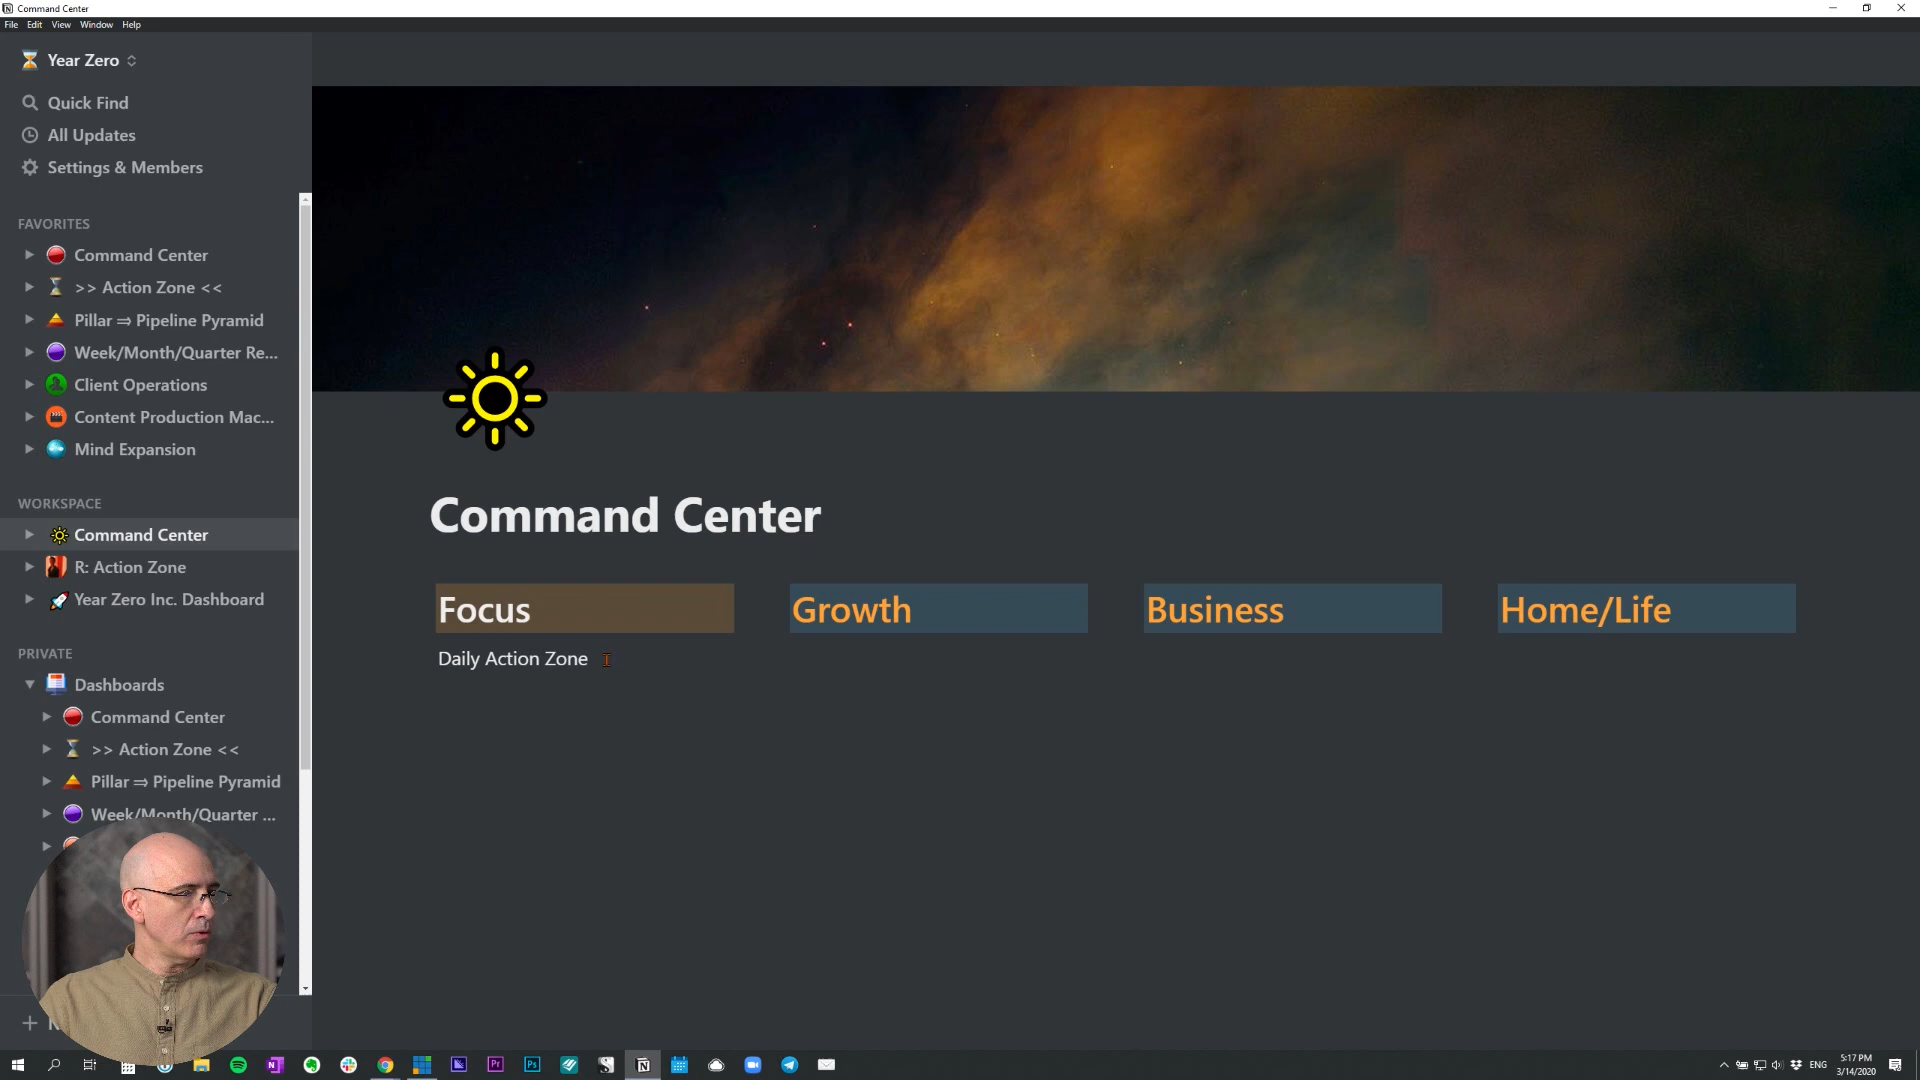 Command Center
File Edit View Window Help
Year Zero
Quick Find
All Updates
Settings & Members
FAVORITES
Command Center
>> Action Zone <<
Pillar ⇒ Pipeline Pyramid
Week/Month/Quarter Re...
Client Operations
Content Production Mac...
Mind Expansion
WORKSPACE
Command Center
R: Action Zone
Year Zero Inc. Dashboard
PRIVATE
Dashboards
Command Center
>> Action Zone <<
Pillar ⇒ Pipeline Pyramid
Week/Month/Quarter ...
Command Center
Focus
Growth
Business
Home/Life
Daily Action Zone
ENG
5:17 PM
3/14/2020